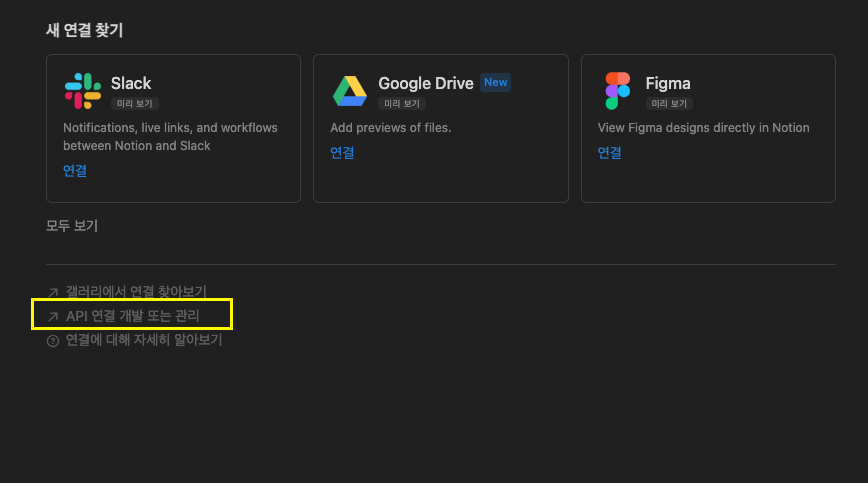 새 연결 찾기
Slack
미리 보기
Notifications, live links, and workflows
between Notion and Slack
연결
Google Drive New
미리 보기
Add previews of files.
연결
Figma
미리 보기
View Figma designs directly in Notion
연결
모두 보기
갤러리에서 연결 찾아보기
API 연결 개발 또는 관리
연결에 대해 자세히 알아보기